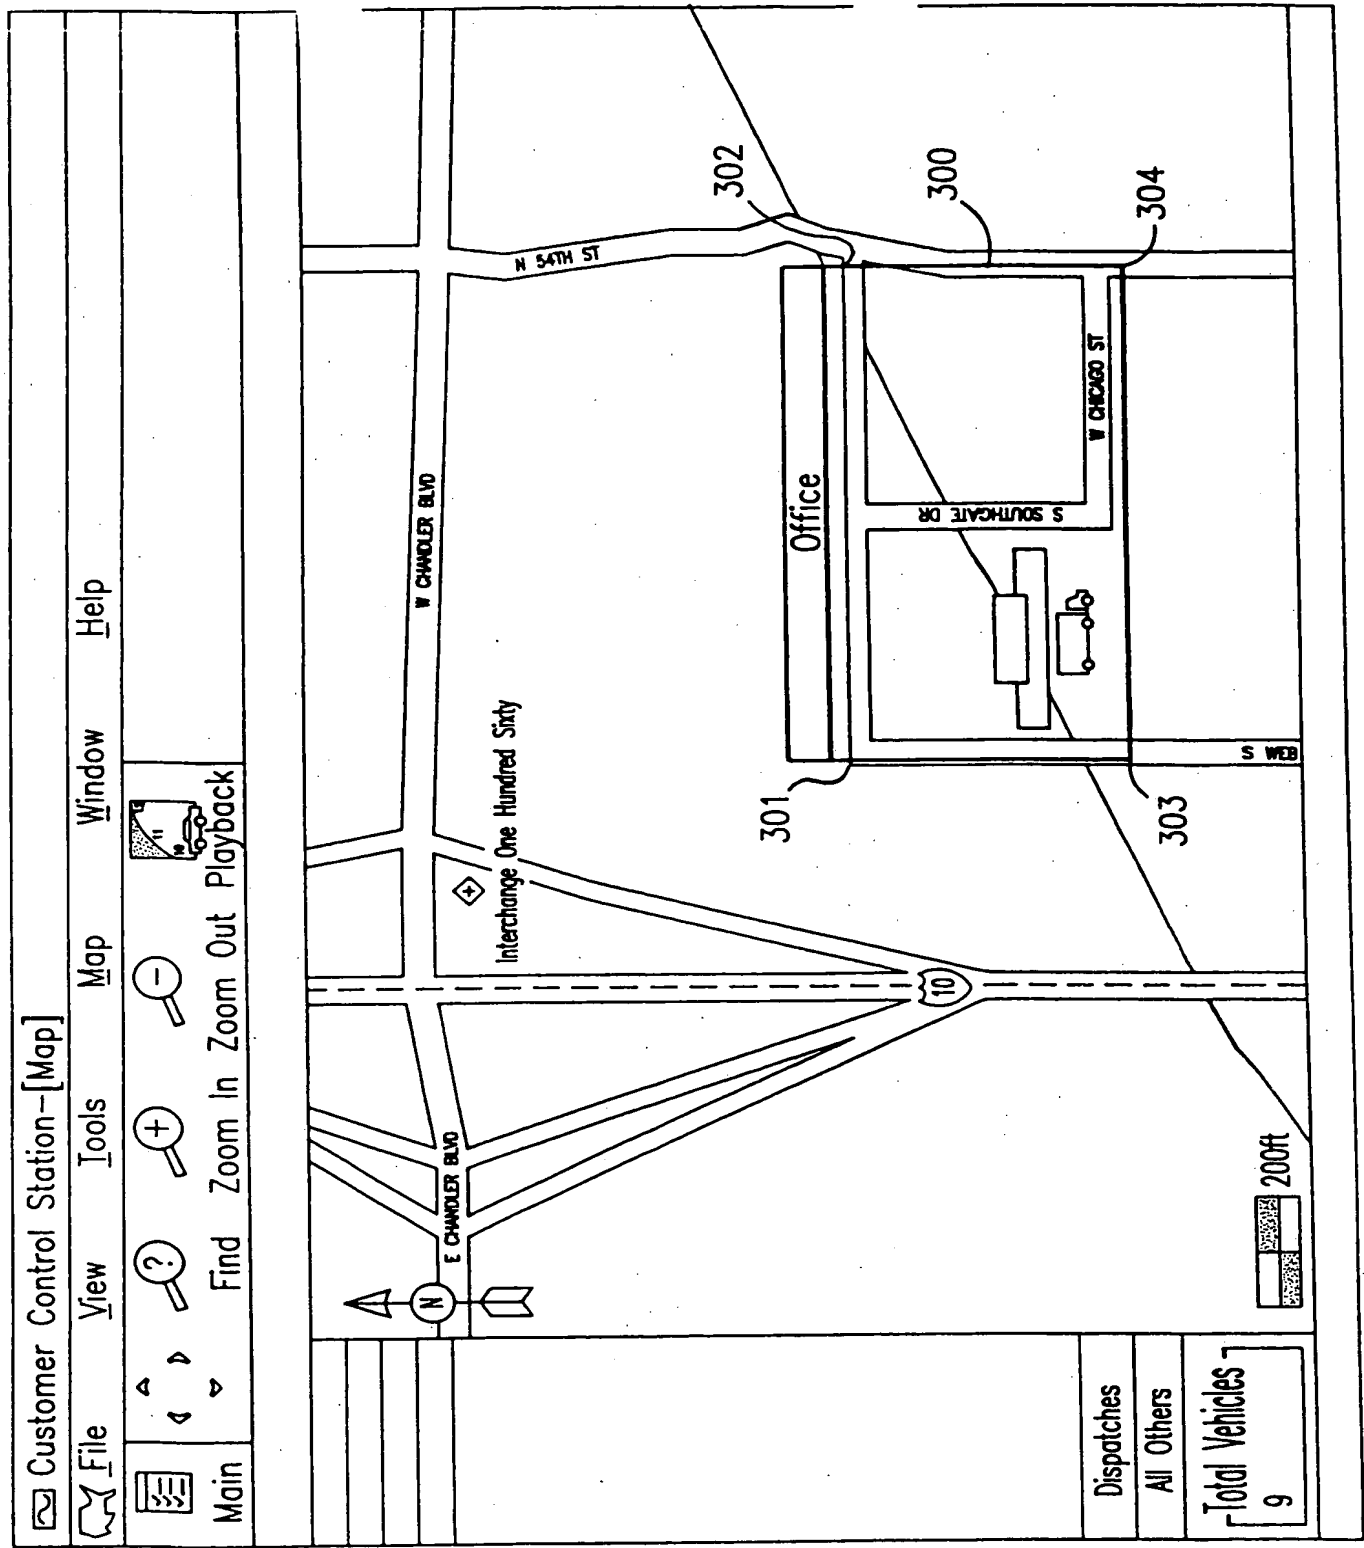 Customer Control Station-[Map]
File View Tools Map Window Help
Main Find Zoom In Zoom Out Playback
?
+
-
11
10
W CHANDLER BLVD
E CHANDLER BLVD
N
Interchange One Hundred Sixty
N 54TH ST
302
Office
301
300
10
S SOUTHGATE DR
W CHICAGO ST
304
303
S WEB
Dispatches
All Others
Total Vehicles
9
200ft